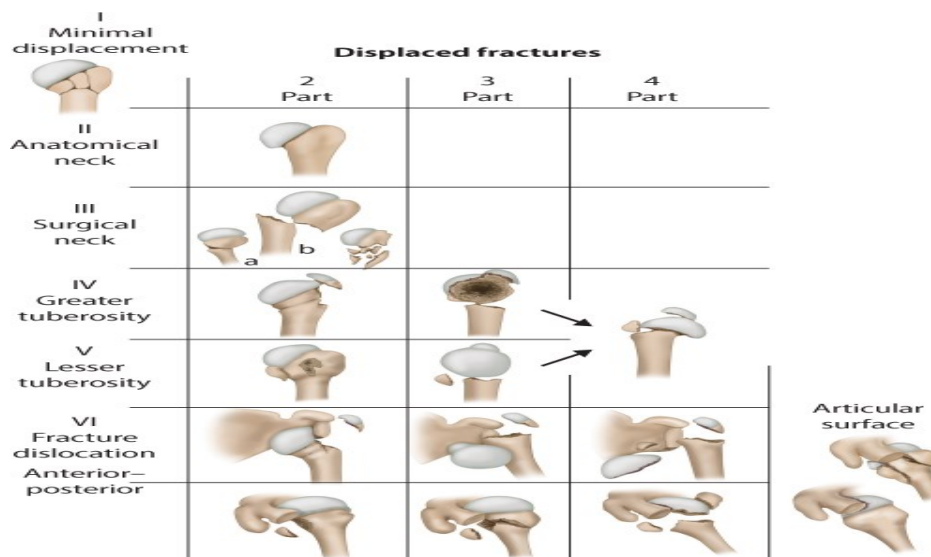 I
Minimal
displacement
Displaced fractures
2
Part
3
Part
4
Part
II
Anatomical
neck
III
Surgical
neck
a
b
IV
Greater
tuberosity
V
Lesser
tuberosity
VI
Fracture
dislocation
Anterior–
posterior
Articular
surface